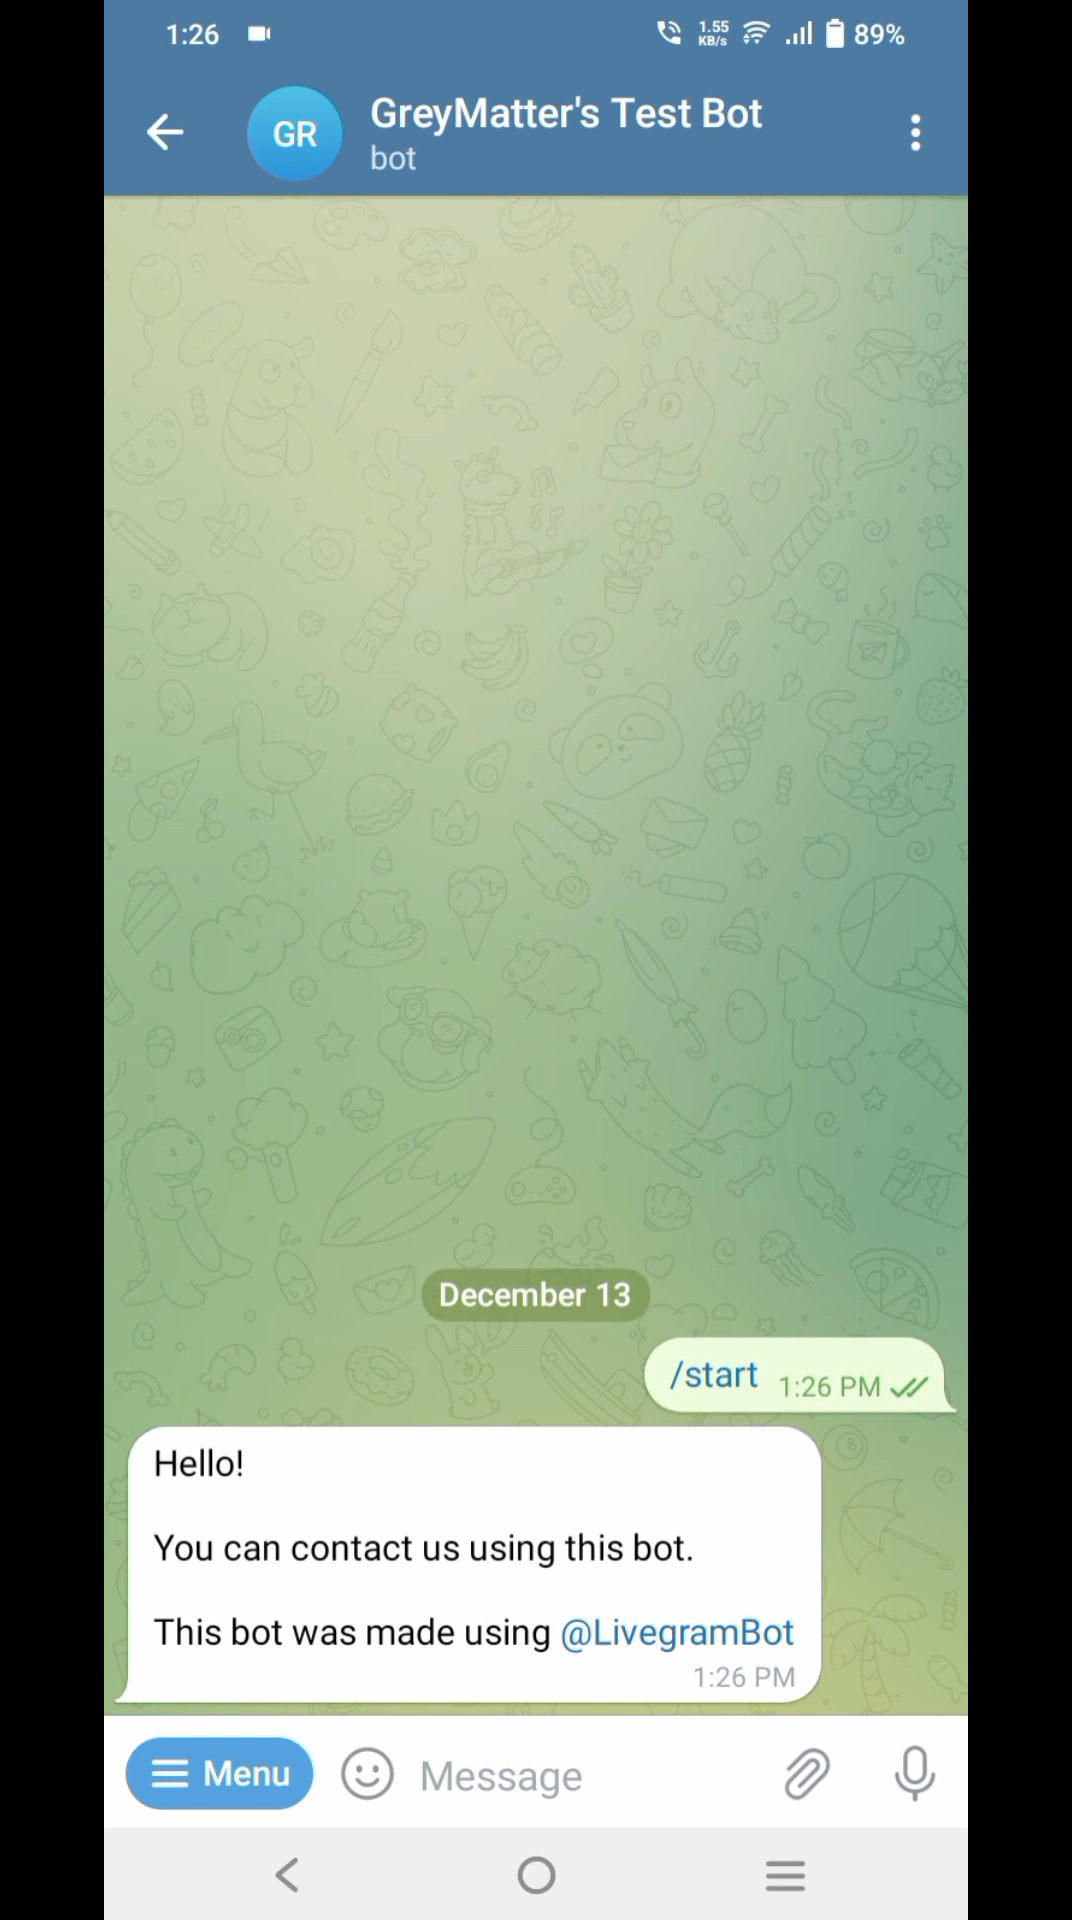 1:26
1.55 KB/s
89%
GR
GreyMatter's Test Bot
bot
December 13
/start 1:26 PM
Hello!
You can contact us using this bot.
This bot was made using @LivegramBot
1:26 PM
Menu
Message